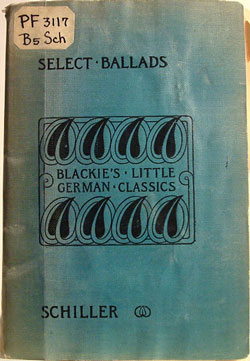 PF 3117
B5 Sch
SELECT · BALLADS
BLACKIE'S · LITTLE
GERMAN · CLASSICS
SCHILLER